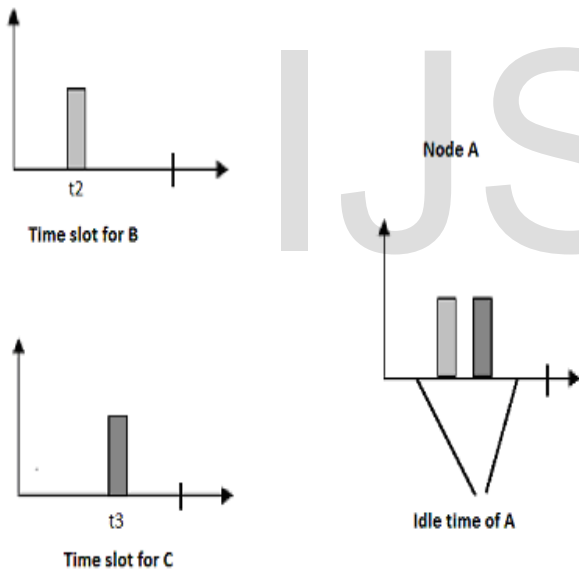 IJS
t2
Time slot for B
Node A
t3
Time slot for C
Idle time of A